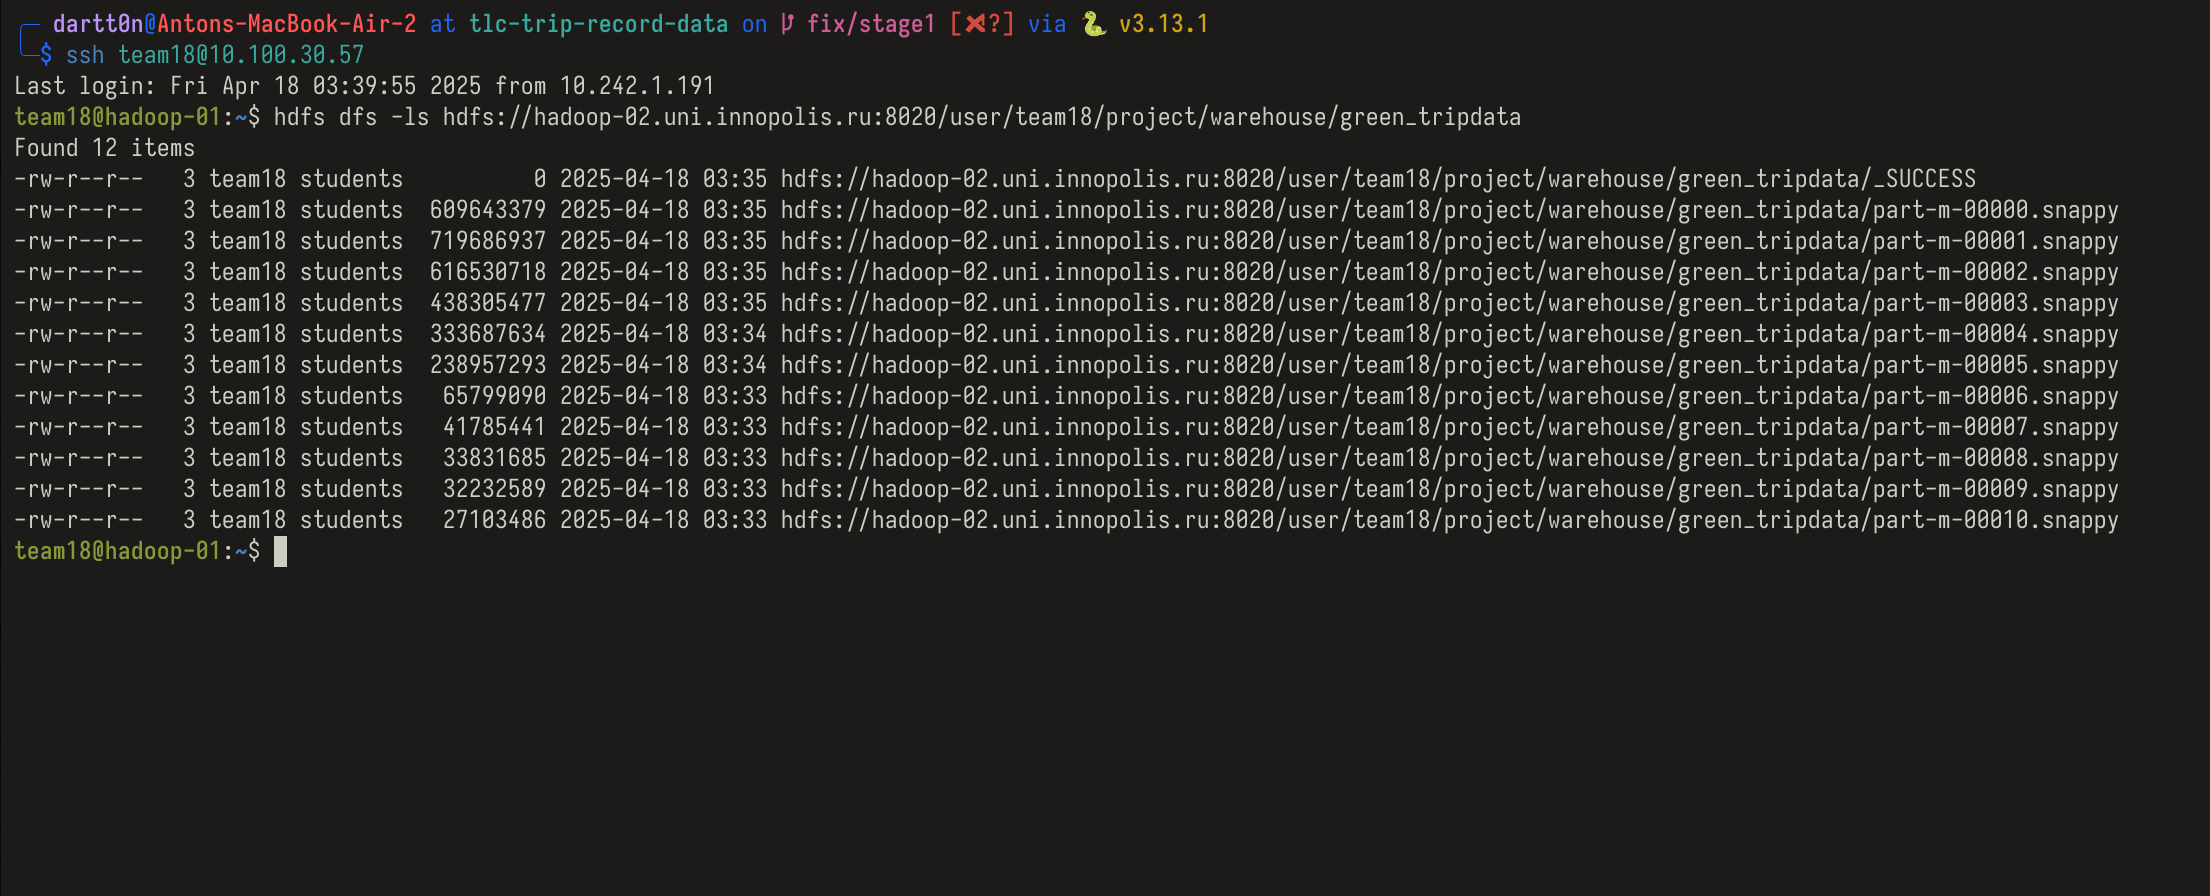 dartt0n@Antons-MacBook-Air-2 at tlc-trip-record-data on fix/stage1 [✘!?] via 🐍 v3.13.1
$ ssh team18@10.100.30.57
Last login: Fri Apr 18 03:39:55 2025 from 10.242.1.191
team18@hadoop-01:~$ hdfs dfs -ls hdfs://hadoop-02.uni.innopolis.ru:8020/user/team18/project/warehouse/green_tripdata
Found 12 items
-rw-r--r--   3 team18 students          0 2025-04-18 03:35 hdfs://hadoop-02.uni.innopolis.ru:8020/user/team18/project/warehouse/green_tripdata/_SUCCESS
-rw-r--r--   3 team18 students  609643379 2025-04-18 03:35 hdfs://hadoop-02.uni.innopolis.ru:8020/user/team18/project/warehouse/green_tripdata/part-m-00000.snappy
-rw-r--r--   3 team18 students  719686937 2025-04-18 03:35 hdfs://hadoop-02.uni.innopolis.ru:8020/user/team18/project/warehouse/green_tripdata/part-m-00001.snappy
-rw-r--r--   3 team18 students  616530718 2025-04-18 03:35 hdfs://hadoop-02.uni.innopolis.ru:8020/user/team18/project/warehouse/green_tripdata/part-m-00002.snappy
-rw-r--r--   3 team18 students  438305477 2025-04-18 03:35 hdfs://hadoop-02.uni.innopolis.ru:8020/user/team18/project/warehouse/green_tripdata/part-m-00003.snappy
-rw-r--r--   3 team18 students  333687634 2025-04-18 03:34 hdfs://hadoop-02.uni.innopolis.ru:8020/user/team18/project/warehouse/green_tripdata/part-m-00004.snappy
-rw-r--r--   3 team18 students  238957293 2025-04-18 03:34 hdfs://hadoop-02.uni.innopolis.ru:8020/user/team18/project/warehouse/green_tripdata/part-m-00005.snappy
-rw-r--r--   3 team18 students   65799090 2025-04-18 03:33 hdfs://hadoop-02.uni.innopolis.ru:8020/user/team18/project/warehouse/green_tripdata/part-m-00006.snappy
-rw-r--r--   3 team18 students   41785441 2025-04-18 03:33 hdfs://hadoop-02.uni.innopolis.ru:8020/user/team18/project/warehouse/green_tripdata/part-m-00007.snappy
-rw-r--r--   3 team18 students   33831685 2025-04-18 03:33 hdfs://hadoop-02.uni.innopolis.ru:8020/user/team18/project/warehouse/green_tripdata/part-m-00008.snappy
-rw-r--r--   3 team18 students   32232589 2025-04-18 03:33 hdfs://hadoop-02.uni.innopolis.ru:8020/user/team18/project/warehouse/green_tripdata/part-m-00009.snappy
-rw-r--r--   3 team18 students   27103486 2025-04-18 03:33 hdfs://hadoop-02.uni.innopolis.ru:8020/user/team18/project/warehouse/green_tripdata/part-m-00010.snappy
team18@hadoop-01:~$